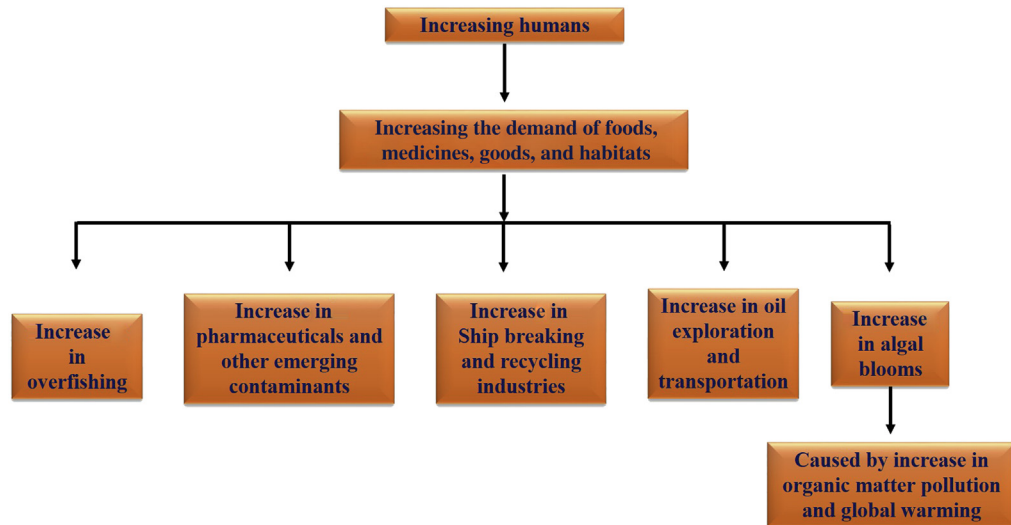 Increasing humans
Increasing the demand of foods,
medicines, goods, and habitats
Increase
in
overfishing
Increase in
pharmaceuticals and
other emerging
contaminants
Increase in
Ship breaking
and recycling
industries
Increase in oil
exploration
and
transportation
Increase
in algal
blooms
Caused by increase in
organic matter pollution
and global warming